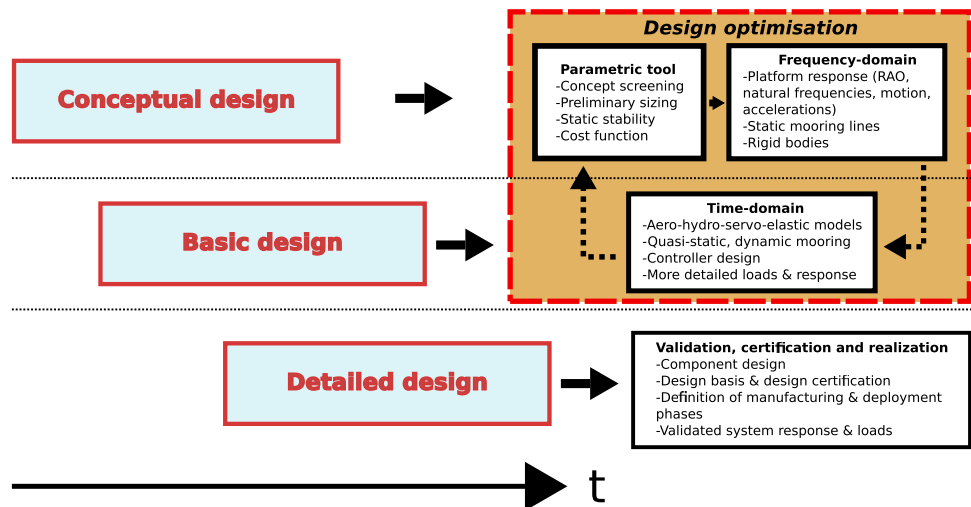 Design optimisation
Conceptual design
Parametric tool
-Concept screening
-Preliminary sizing
-Static stability
-Cost function
Frequency-domain
-Platform response (RAO,
natural frequencies, motion,
accelerations)
-Static mooring lines
-Rigid bodies
Basic design
Time-domain
-Aero-hydro-servo-elastic models
-Quasi-static, dynamic mooring
-Controller design
-More detailed loads & response
Detailed design
Validation, certification and realization
-Component design
-Design basis & design certification
-Definition of manufacturing & deployment
phases
-Validated system response & loads
t